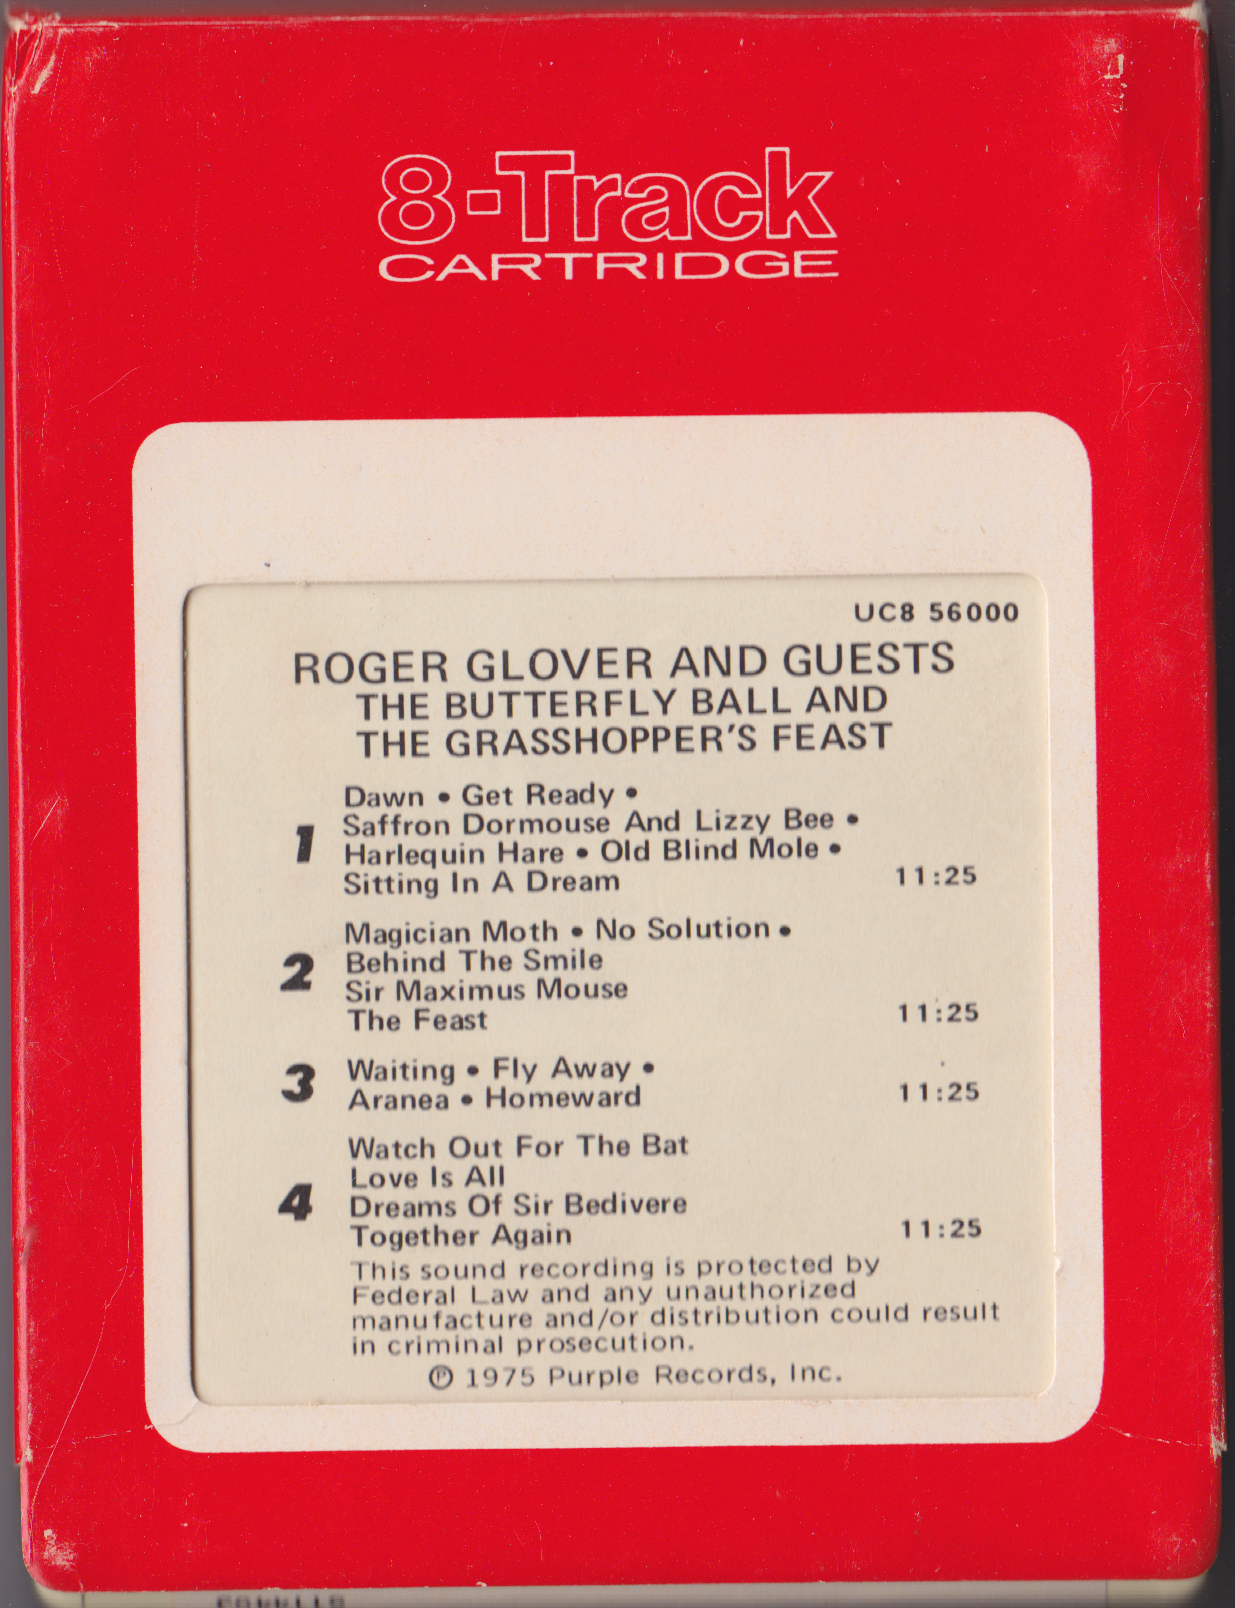 8-Track
CARTRIDGE
UC8 56000
ROGER GLOVER AND GUESTS
THE BUTTERFLY BALL AND
THE GRASSHOPPER'S FEAST
1
Dawn • Get Ready •
Saffron Dormouse And Lizzy Bee •
Harlequin Hare • Old Blind Mole •
Sitting In A Dream 11:25
2
Magician Moth • No Solution •
Behind The Smile
Sir Maximus Mouse
The Feast 11:25
3
Waiting • Fly Away •
Aranea • Homeward 11:25
4
Watch Out For The Bat
Love Is All
Dreams Of Sir Bedivere
Together Again 11:25
This sound recording is protected by
Federal Law and any unauthorized
manufacture and/or distribution could result
in criminal prosecution.
℗ 1975 Purple Records, Inc.